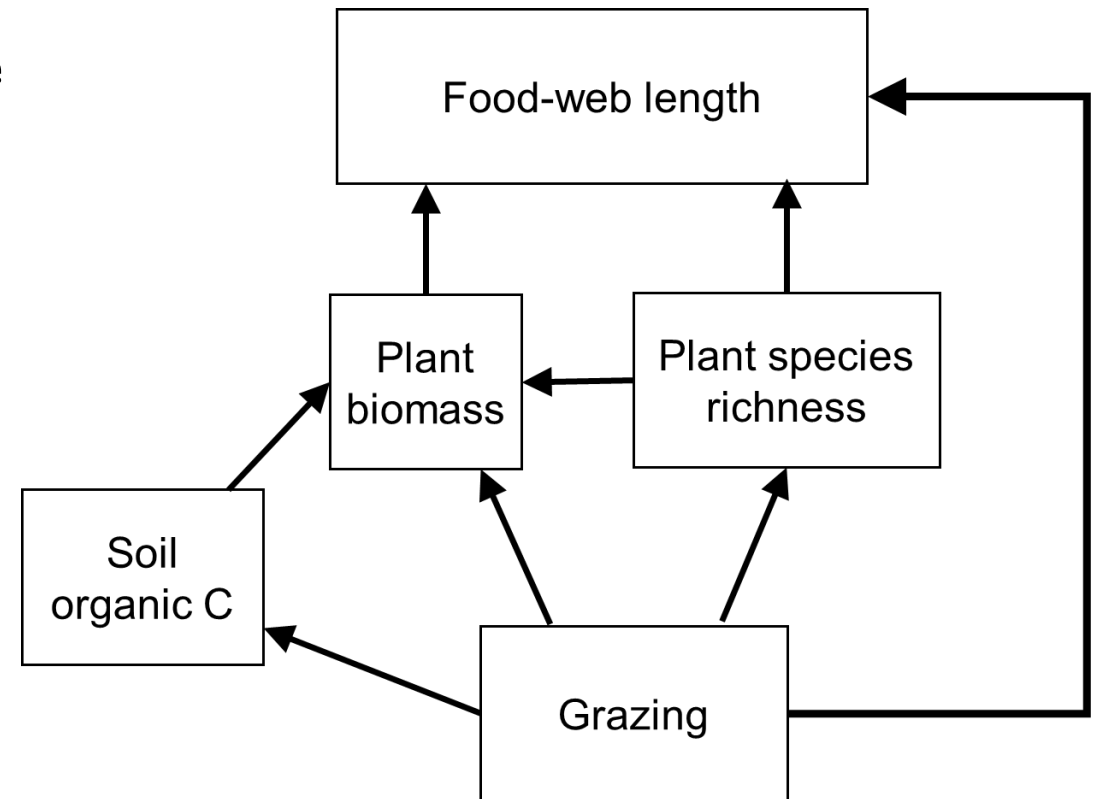 Food-web length
Plant
biomass
Plant species
richness
Soil
organic C
Grazing